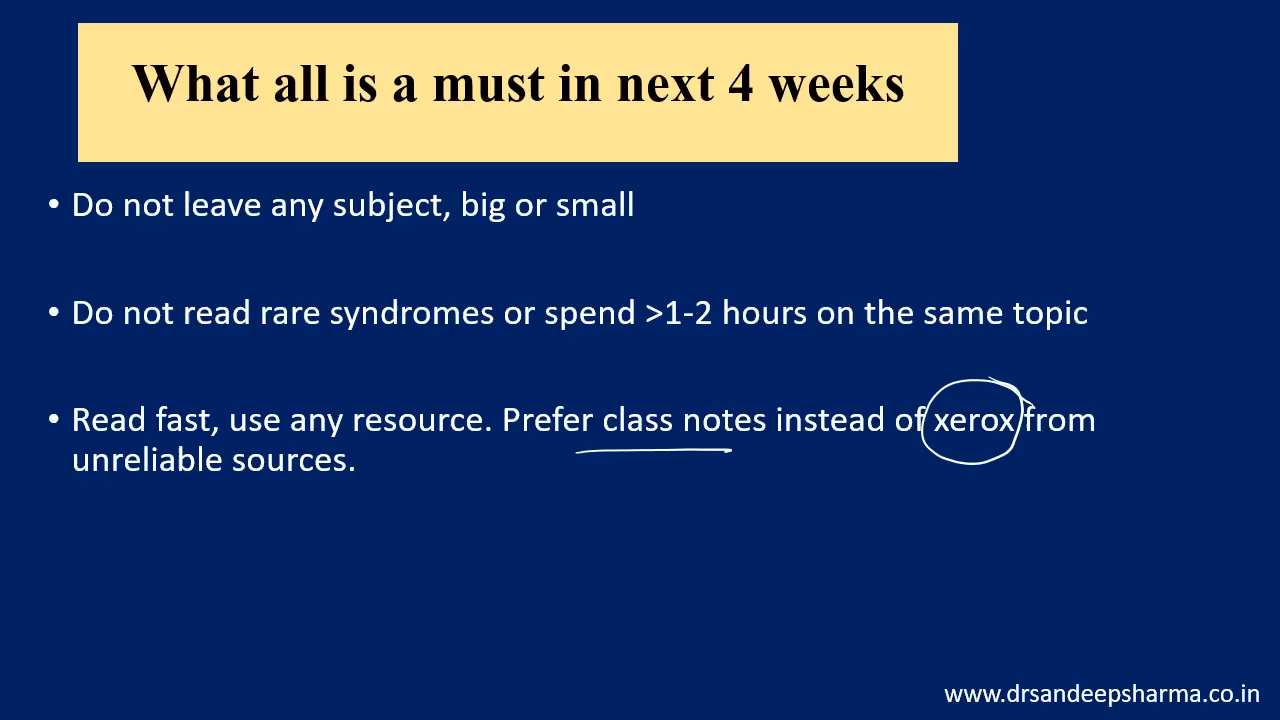 What all is a must in next 4 weeks
• Do not leave any subject, big or small
• Do not read rare syndromes or spend >1-2 hours on the same topic
• Read fast, use any resource. Prefer class notes instead of xerox from
unreliable sources.
www.drsandeepsharma.co.in